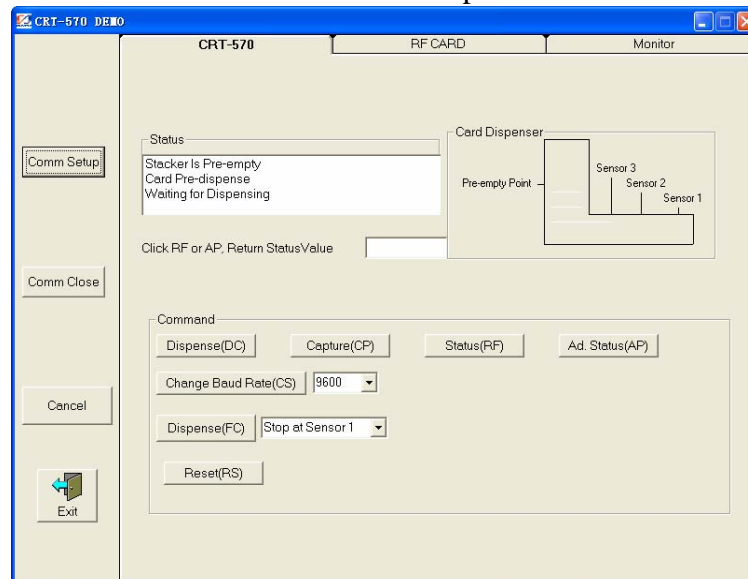 CRT-570 DEMO
CRT-570
RF CARD
Monitor
Comm Setup
Comm Close
Cancel
Exit
Status
Stacker Is Pre-empty
Card Pre-dispense
Waiting for Dispensing
Click RF or AP, Return StatusValue
Card Dispenser
Pre-empty Point
Sensor 3
Sensor 2
Sensor 1
Command
Dispense(DC)
Capture(CP)
Status(RF)
Ad. Status(AP)
Change Baud Rate(CS)
9600
Dispense(FC)
Stop at Sensor 1
Reset(RS)